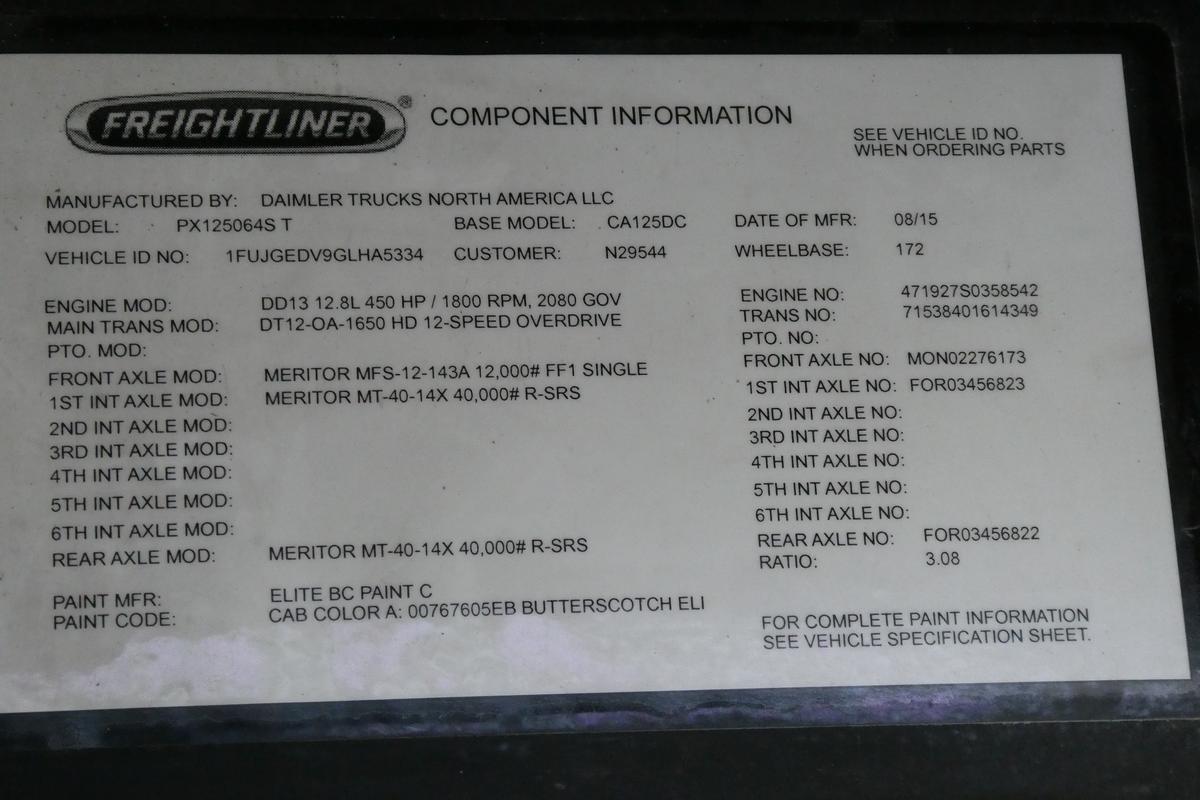 FREIGHTLINER® COMPONENT INFORMATION
SEE VEHICLE ID NO.
WHEN ORDERING PARTS
MANUFACTURED BY: DAIMLER TRUCKS NORTH AMERICA LLC
MODEL: PX125064S T BASE MODEL: CA125DC DATE OF MFR: 08/15
VEHICLE ID NO: 1FUJGEDV9GLHA5334 CUSTOMER: N29544 WHEELBASE: 172
ENGINE MOD: DD13 12.8L 450 HP / 1800 RPM, 2080 GOV ENGINE NO: 471927S0358542
MAIN TRANS MOD: DT12-OA-1650 HD 12-SPEED OVERDRIVE TRANS NO: 71538401614349
PTO. MOD: PTO. NO:
FRONT AXLE MOD: MERITOR MFS-12-143A 12,000# FF1 SINGLE FRONT AXLE NO: MON02276173
1ST INT AXLE MOD: MERITOR MT-40-14X 40,000# R-SRS 1ST INT AXLE NO: FOR03456823
2ND INT AXLE MOD: 2ND INT AXLE NO:
3RD INT AXLE MOD: 3RD INT AXLE NO:
4TH INT AXLE MOD: 4TH INT AXLE NO:
5TH INT AXLE MOD: 5TH INT AXLE NO:
6TH INT AXLE MOD: 6TH INT AXLE NO:
REAR AXLE MOD: MERITOR MT-40-14X 40,000# R-SRS REAR AXLE NO: FOR03456822
RATIO: 3.08
PAINT MFR: ELITE BC PAINT C
PAINT CODE: CAB COLOR A: 00767605EB BUTTERSCOTCH ELI
FOR COMPLETE PAINT INFORMATION
SEE VEHICLE SPECIFICATION SHEET.